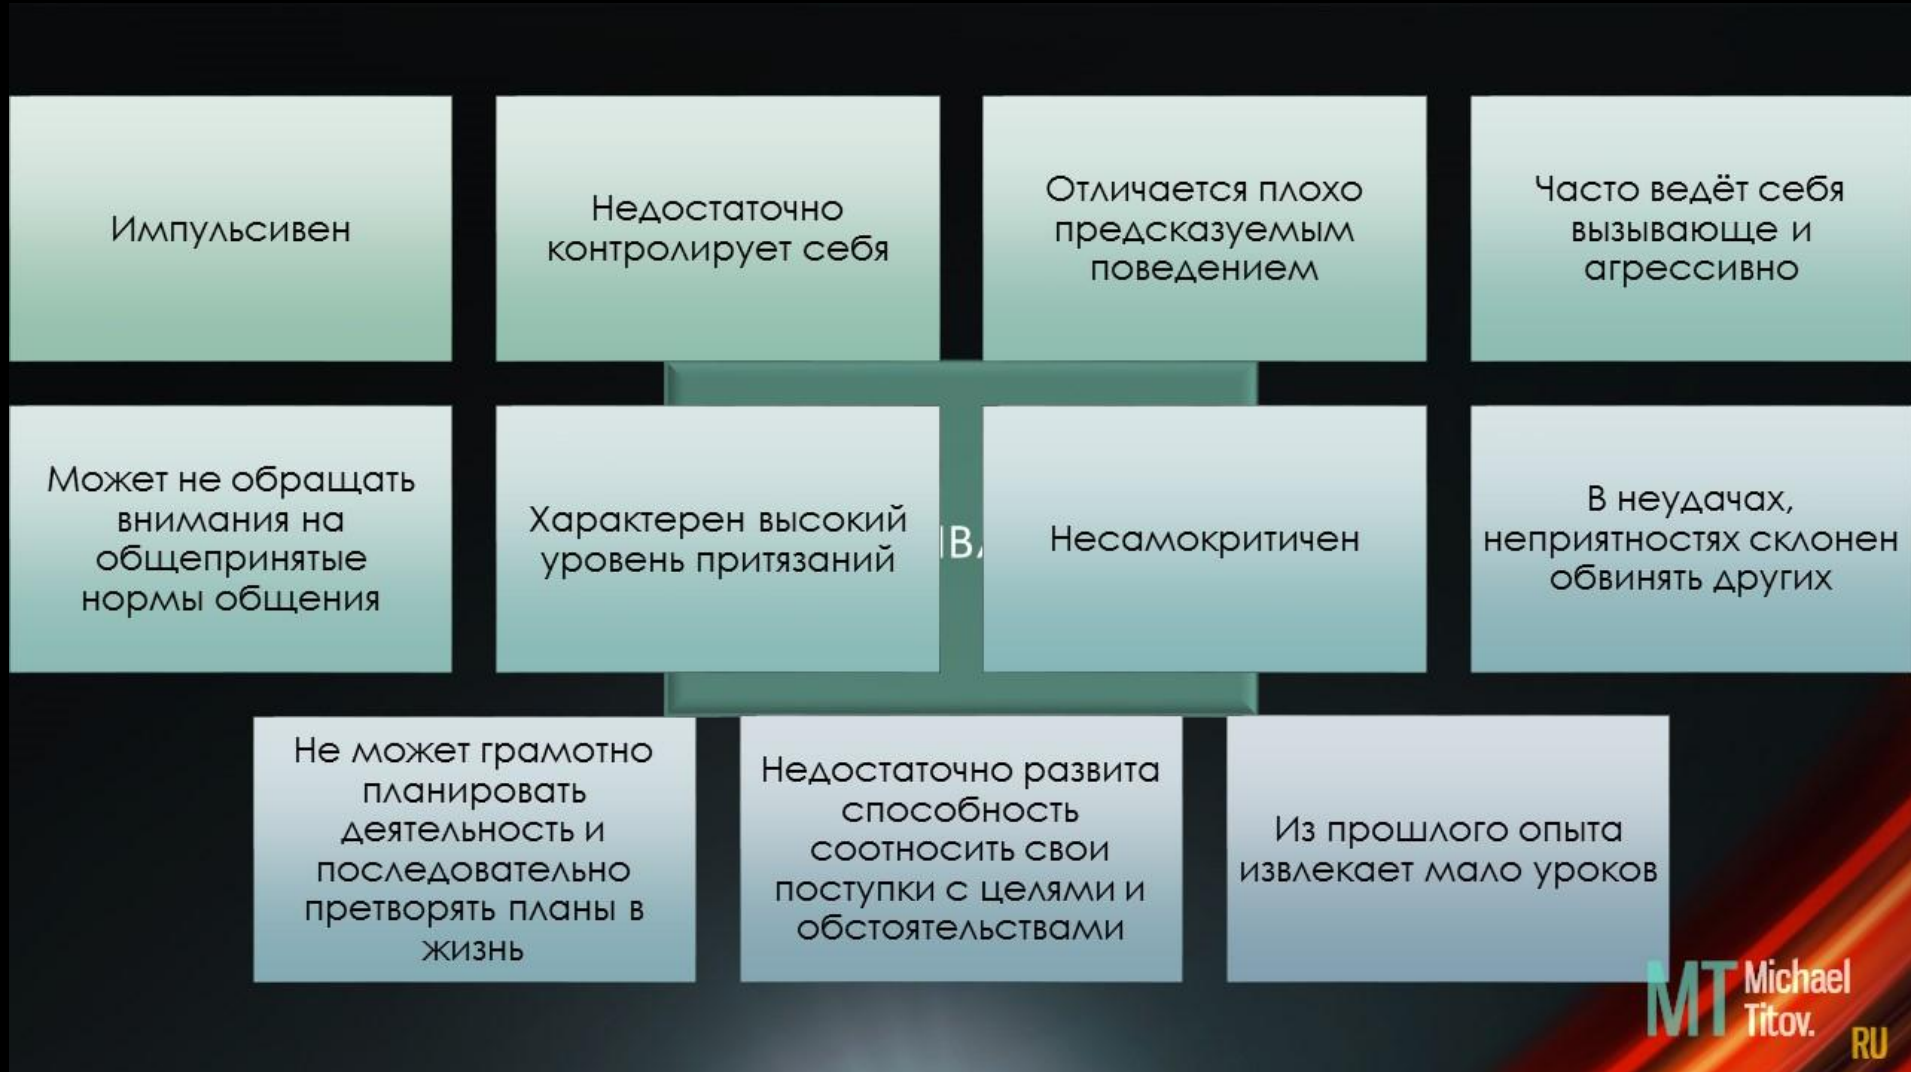 Импульсивен
Недостаточно
контролирует себя
Отличается плохо
предсказуемым
поведением
Часто ведёт себя
вызывающе и
агрессивно
Может не обращать
внимания на
общепринятые
нормы общения
Характерен высокий
уровень притязаний
Несамокритичен
В неудачах,
неприятностях склонен
обвинять других
Не может грамотно
планировать
деятельность и
последовательно
претворять планы в
жизнь
Недостаточно развита
способность
соотносить свои
поступки с целями и
обстоятельствами
Из прошлого опыта
извлекает мало уроков
MT Michael
Titov.
RU